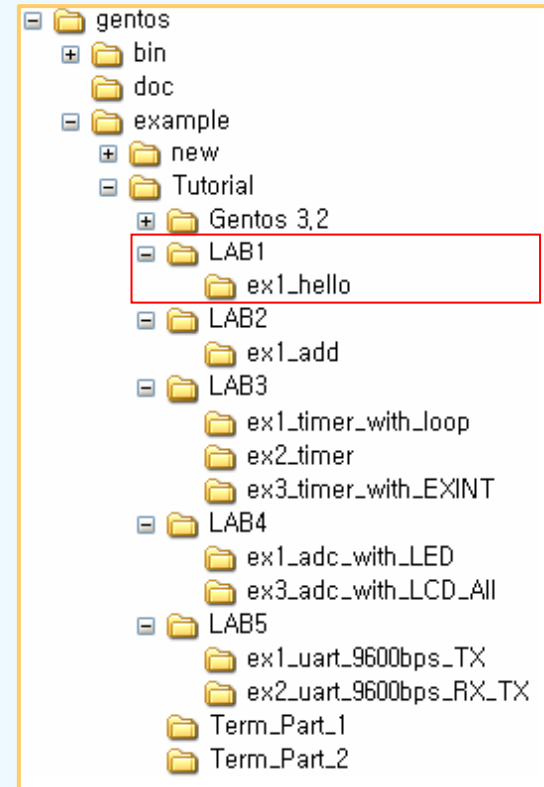 gentos
bin
doc
example
new
Tutorial
Gentos 3,2
LAB1
ex1_hello
LAB2
ex1_add
LAB3
ex1_timer_with_loop
ex2_timer
ex3_timer_with_EXINT
LAB4
ex1_adc_with_LED
ex3_adc_with_LCD_All
LAB5
ex1_uart_9600bps_TX
ex2_uart_9600bps_RX_TX
Term_Part_1
Term_Part_2